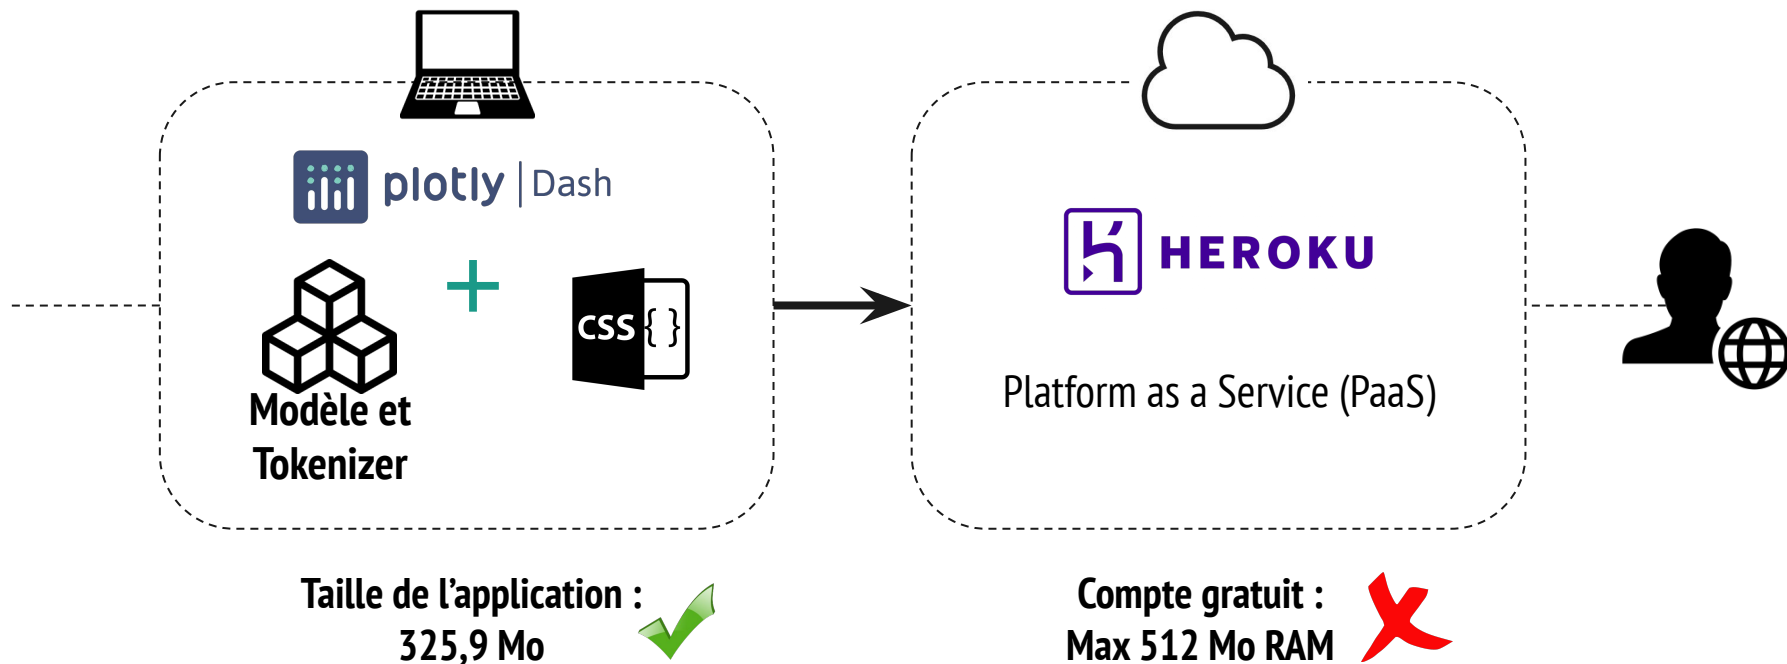 plotly | Dash
CSS { }
Modèle et
Tokenizer
Taille de l’application :
325,9 Mo
HEROKU
Platform as a Service (PaaS)
Compte gratuit :
Max 512 Mo RAM